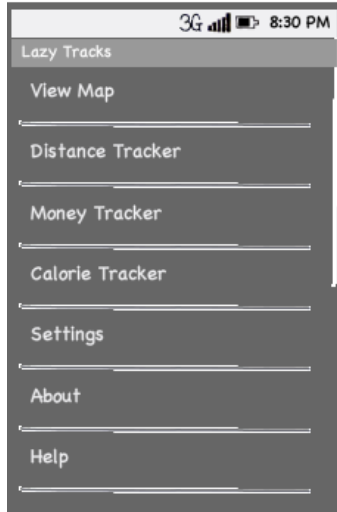 3G 8:30 PM
Lazy Tracks
View Map
Distance Tracker
Money Tracker
Calorie Tracker
Settings
About
Help